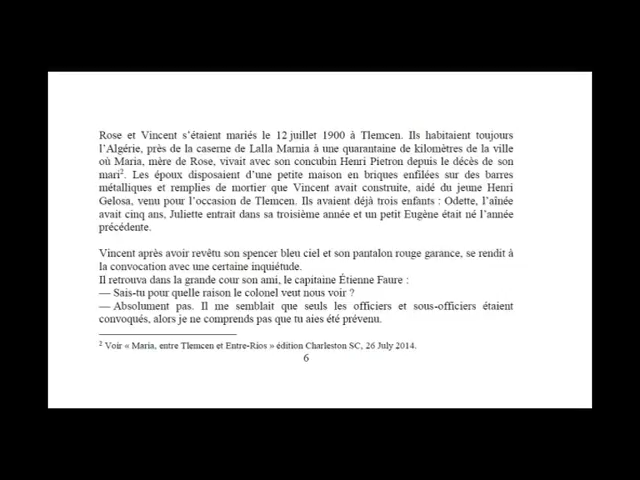 Rose et Vincent s’étaient mariés le 12 juillet 1900 à Tlemcen. Ils habitaient toujours
l’Algérie, près de la caserne de Lalla Marnia à une quarantaine de kilomètres de la ville
où Maria, mère de Rose, vivait avec son concubin Henri Pietron depuis le décès de son
mari². Les époux disposaient d’une petite maison en briques enfilées sur des barres
métalliques et remplies de mortier que Vincent avait construite, aidé du jeune Henri
Gelosa, venu pour l’occasion de Tlemcen. Ils avaient déjà trois enfants : Odette, l’aînée
avait cinq ans, Juliette entrait dans sa troisième année et un petit Eugène était né l’année
précédente.
Vincent après avoir revêtu son spencer bleu ciel et son pantalon rouge garance, se rendit à
la convocation avec une certaine inquiétude.
Il retrouva dans la grande cour son ami, le capitaine Étienne Faure :
— Sais-tu pour quelle raison le colonel veut nous voir ?
— Absolument pas. Il me semblait que seuls les officiers et sous-officiers étaient
convoqués, alors je ne comprends pas que tu aies été prévenu.
² Voir « Maria, entre Tlemcen et Entre-Rios » édition Charleston SC, 26 July 2014.
6